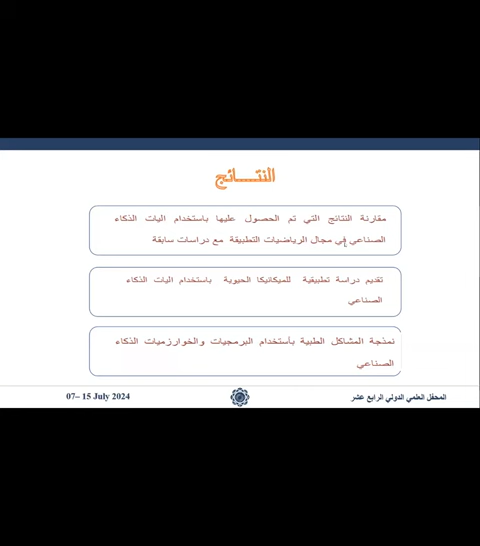 النتـــــائج
مقارنة النتائج التي تم الحصول عليها باستخدام اليات الذكاء
الصناعي في مجال الرياضيات التطبيقة مع دراسات سابقة
تقديم دراسة تطبيقية للميكانيكا الحيوية باستخدام اليات الذكاء
الصناعي
نمذجة المشاكل الطبية بأستخدام البرمجيات والخوارزميات الذكاء
الصناعي
07– 15 July 2024
المحفل العلمي الدولي الرابع عشر